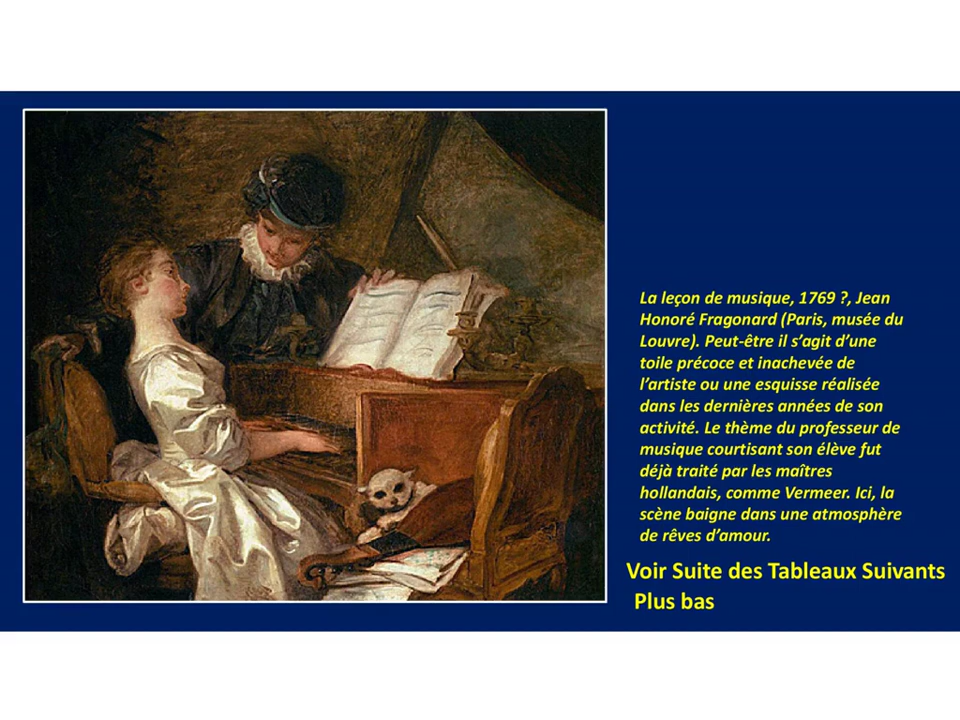 La leçon de musique, 1769 ?, Jean
Honoré Fragonard (Paris, musée du
Louvre). Peut-être il s’agit d’une
toile précoce et inachevée de
l’artiste ou une esquisse réalisée
dans les dernières années de son
activité. Le thème du professeur de
musique courtisant son élève fut
déjà traité par les maîtres
hollandais, comme Vermeer. Ici, la
scène baigne dans une atmosphère
de rêves d’amour.
Voir Suite des Tableaux Suivants
Plus bas